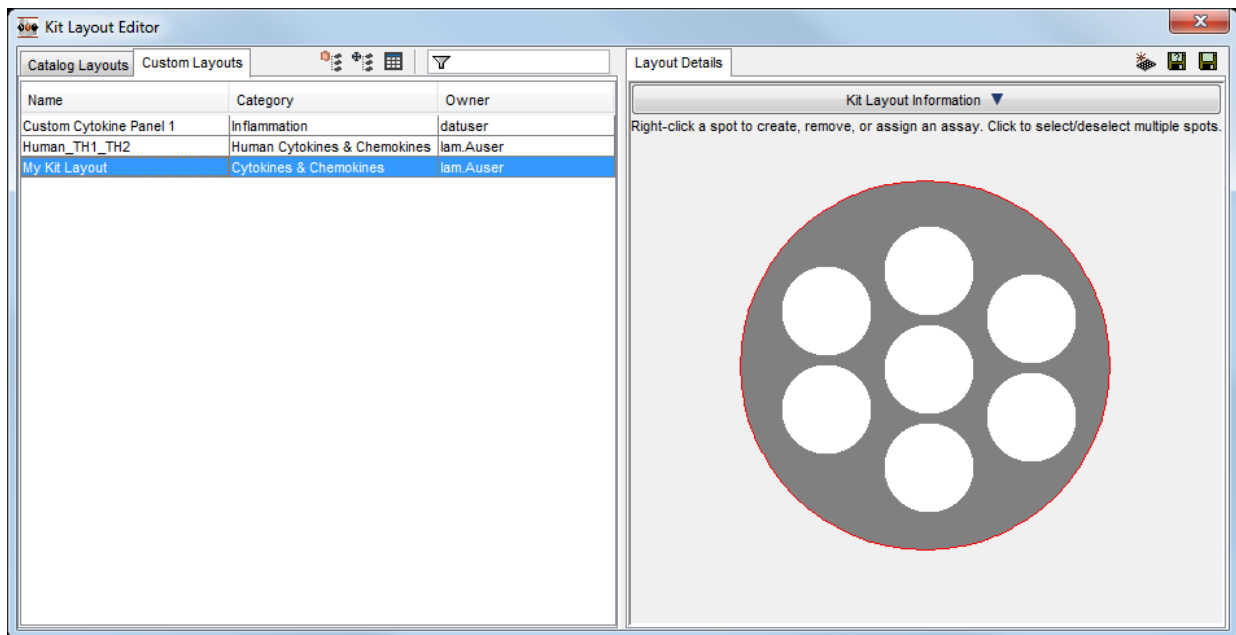 Kit Layout Editor
Catalog Layouts Custom Layouts
Name Category Owner
Custom Cytokine Panel 1 Inflammation datuser
Human_TH1_TH2 Human Cytokines & Chemokines Iam.Auser
My Kit Layout Cytokines & Chemokines Iam.Auser
Layout Details
Kit Layout Information
Right-click a spot to create, remove, or assign an assay. Click to select/deselect multiple spots.